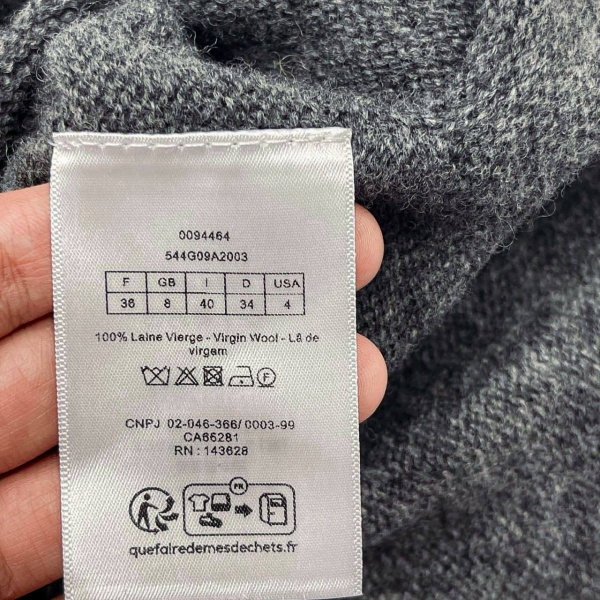 0094464
544G09A2003
F GB I D USA
36 8 40 34 4
100% Laine Vierge - Virgin Wool - Lã de
virgem
F
CNPJ 02-046-366/0003-99
CA66281
RN : 143628
FR
quefairedemesdechets.fr